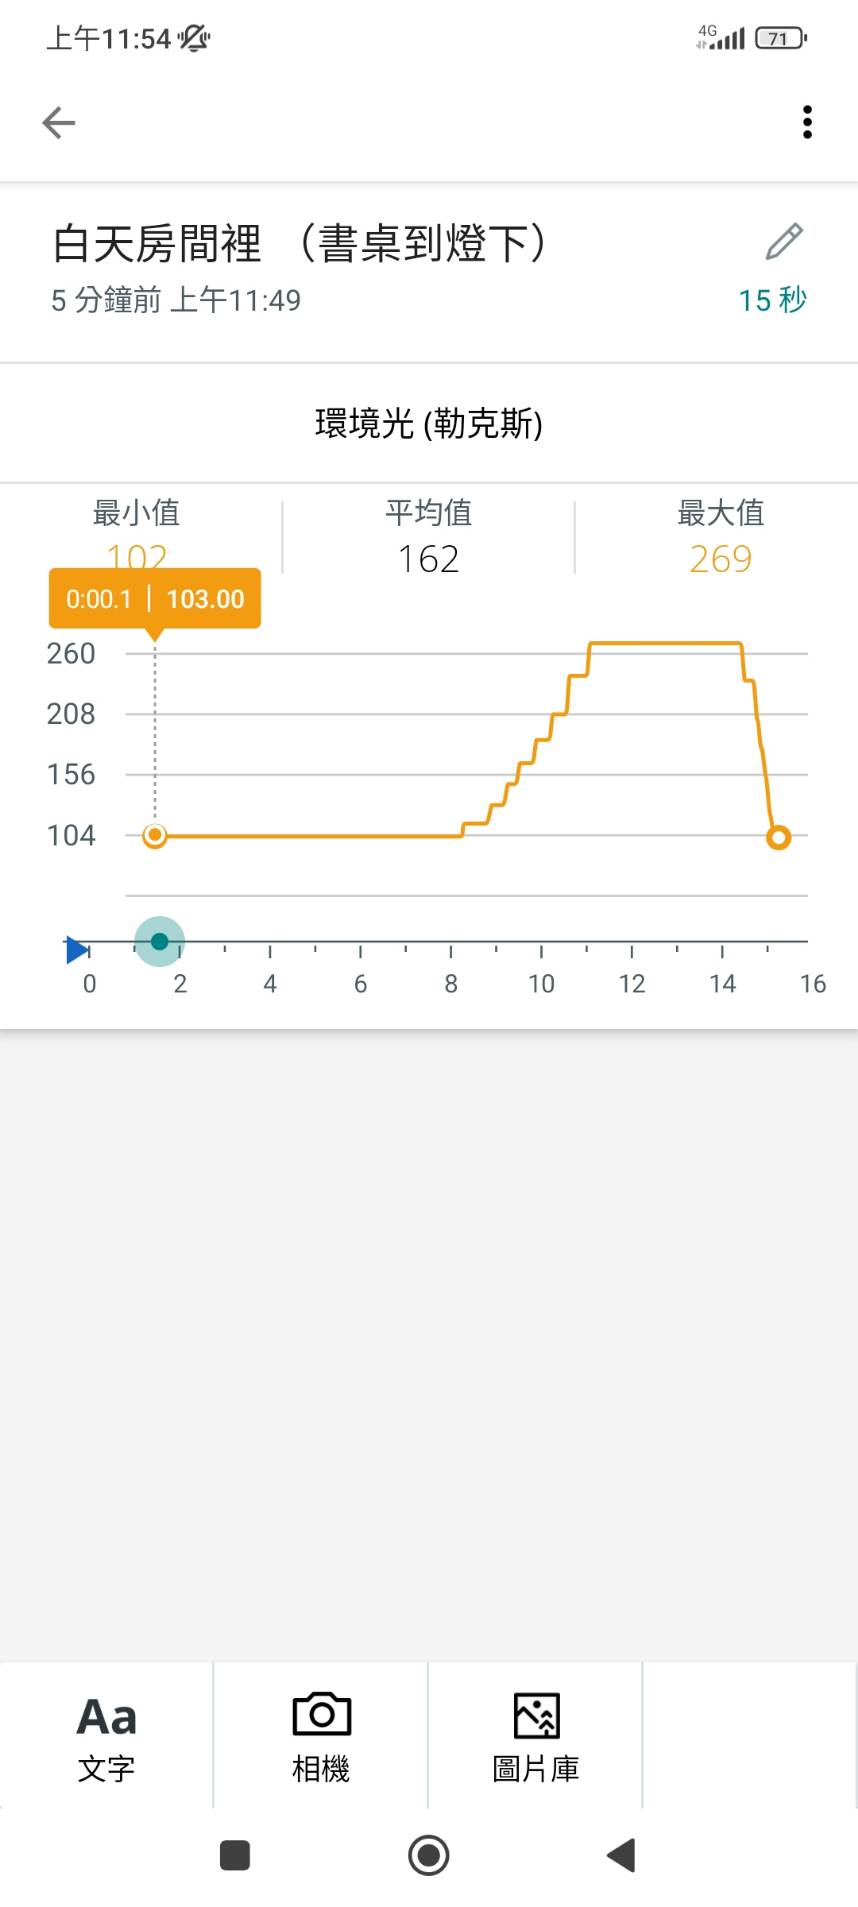 上午11:54
4G 71
白天房間裡 （書桌到燈下）
5 分鐘前 上午11:49
15 秒
環境光 (勒克斯)
最小值 平均值 最大值
102 162 269
0:00.1 | 103.00
260
208
156
104
0 2 4 6 8 10 12 14 16
Aa
文字 相機 圖片庫